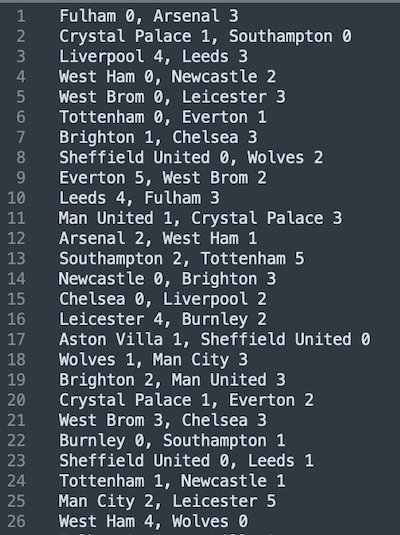 1 Fulham 0, Arsenal 3
2 Crystal Palace 1, Southampton 0
3 Liverpool 4, Leeds 3
4 West Ham 0, Newcastle 2
5 West Brom 0, Leicester 3
6 Tottenham 0, Everton 1
7 Brighton 1, Chelsea 3
8 Sheffield United 0, Wolves 2
9 Everton 5, West Brom 2
10 Leeds 4, Fulham 3
11 Man United 1, Crystal Palace 3
12 Arsenal 2, West Ham 1
13 Southampton 2, Tottenham 5
14 Newcastle 0, Brighton 3
15 Chelsea 0, Liverpool 2
16 Leicester 4, Burnley 2
17 Aston Villa 1, Sheffield United 0
18 Wolves 1, Man City 3
19 Brighton 2, Man United 3
20 Crystal Palace 1, Everton 2
21 West Brom 3, Chelsea 3
22 Burnley 0, Southampton 1
23 Sheffield United 0, Leeds 1
24 Tottenham 1, Newcastle 1
25 Man City 2, Leicester 5
26 West Ham 4, Wolves 0